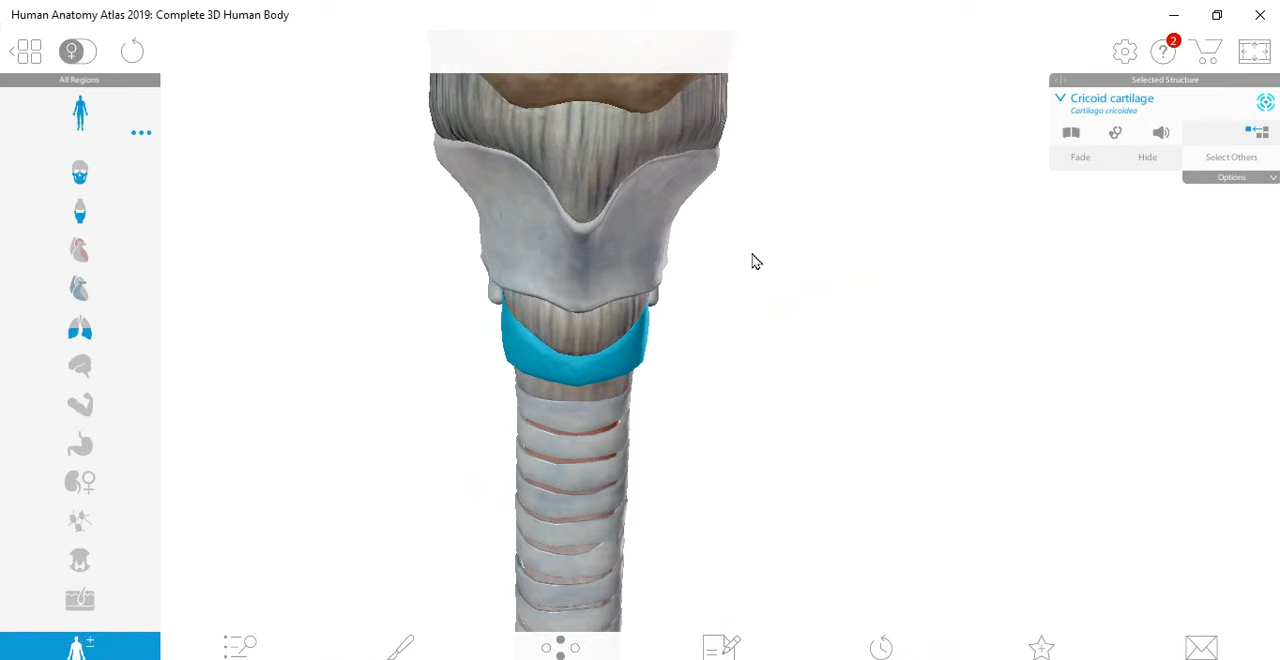 Human Anatomy Atlas 2019: Complete 3D Human Body
2
All Regions
Selected Structure
Cricoid cartilage
Cartilago cricoidea
Fade
Hide
Select Others
Options